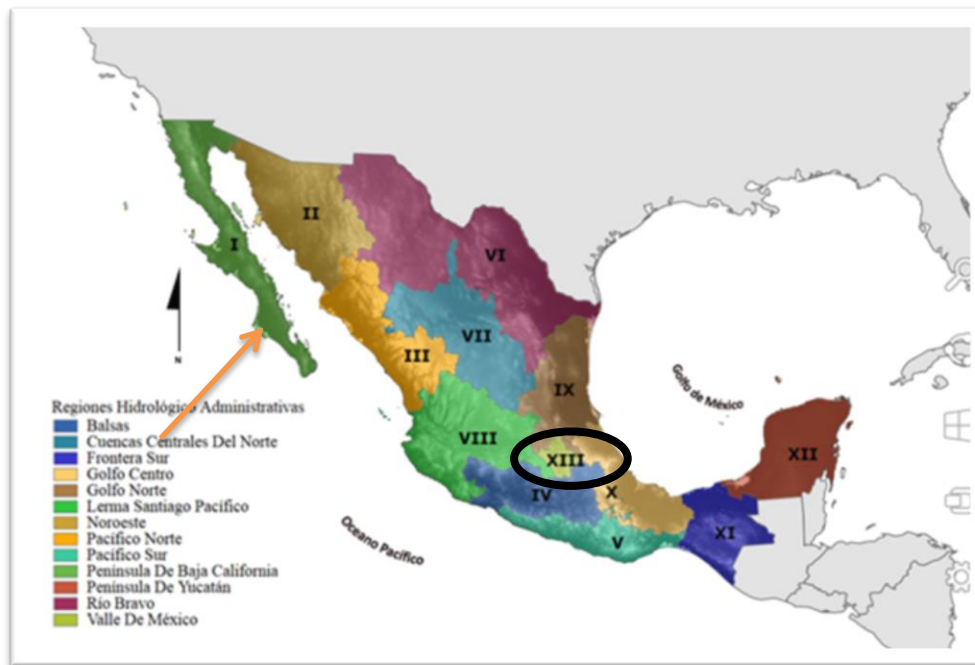 II
I
VI
VII
III
IX
VIII
XIII
IV
X
V
XI
XII
N
Golfo de México
Oceano Pacífico
Regiones Hidrológico Administrativas
Balsas
Cuencas Centrales Del Norte
Frontera Sur
Golfo Centro
Golfo Norte
Lerma Santiago Pacífico
Noroeste
Pacífico Norte
Pacífico Sur
Península De Baja California
Península De Yucatán
Río Bravo
Valle De México